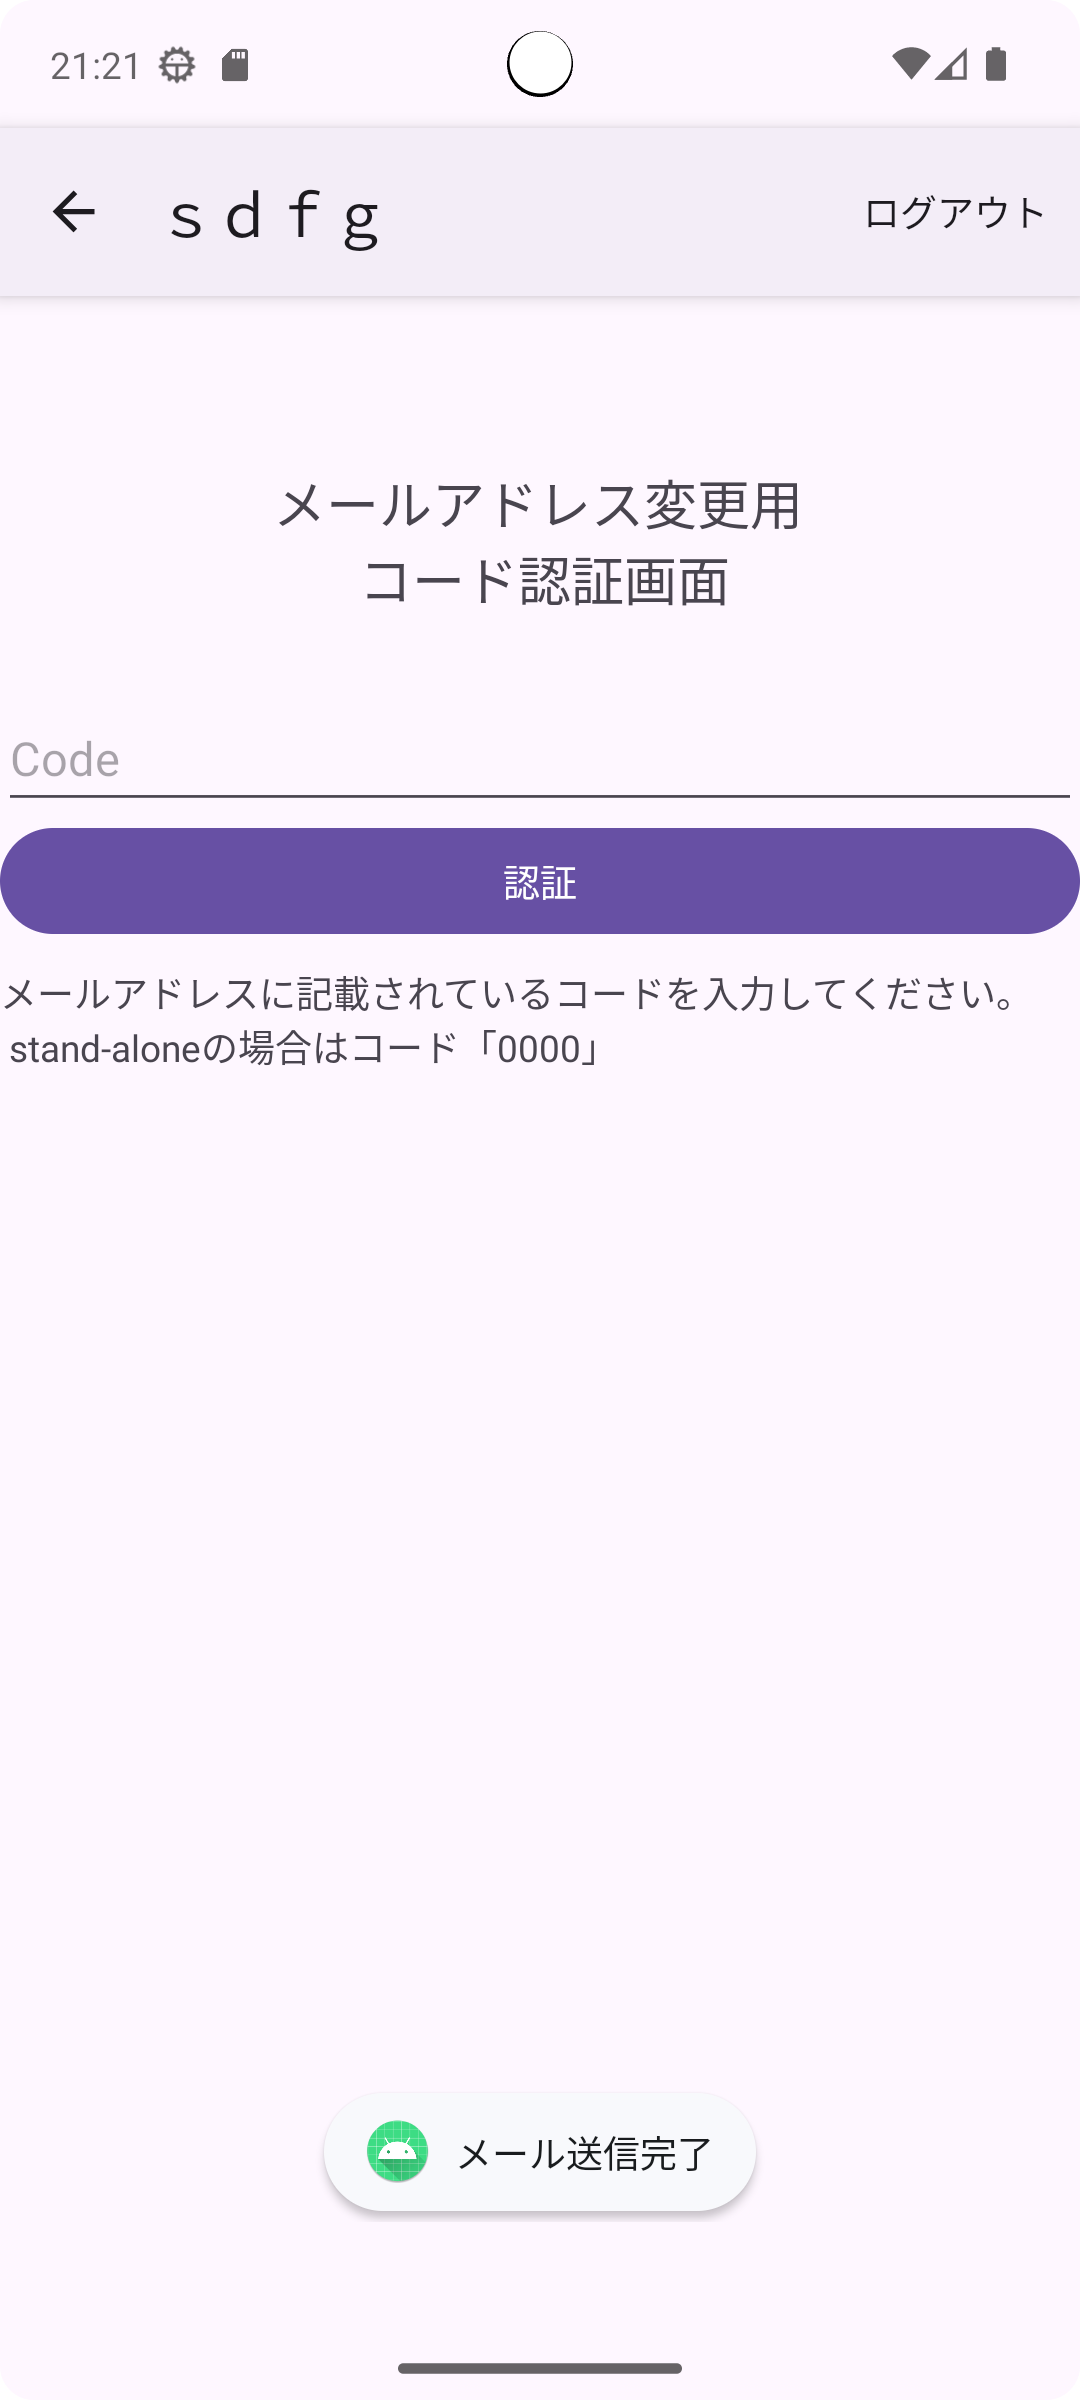 21:21
ｓｄｆｇ
ログアウト
メールアドレス変更用
コード認証画面
Code
認証
メールアドレスに記載されているコードを入力してください。
stand-aloneの場合はコード「0000」
メール送信完了